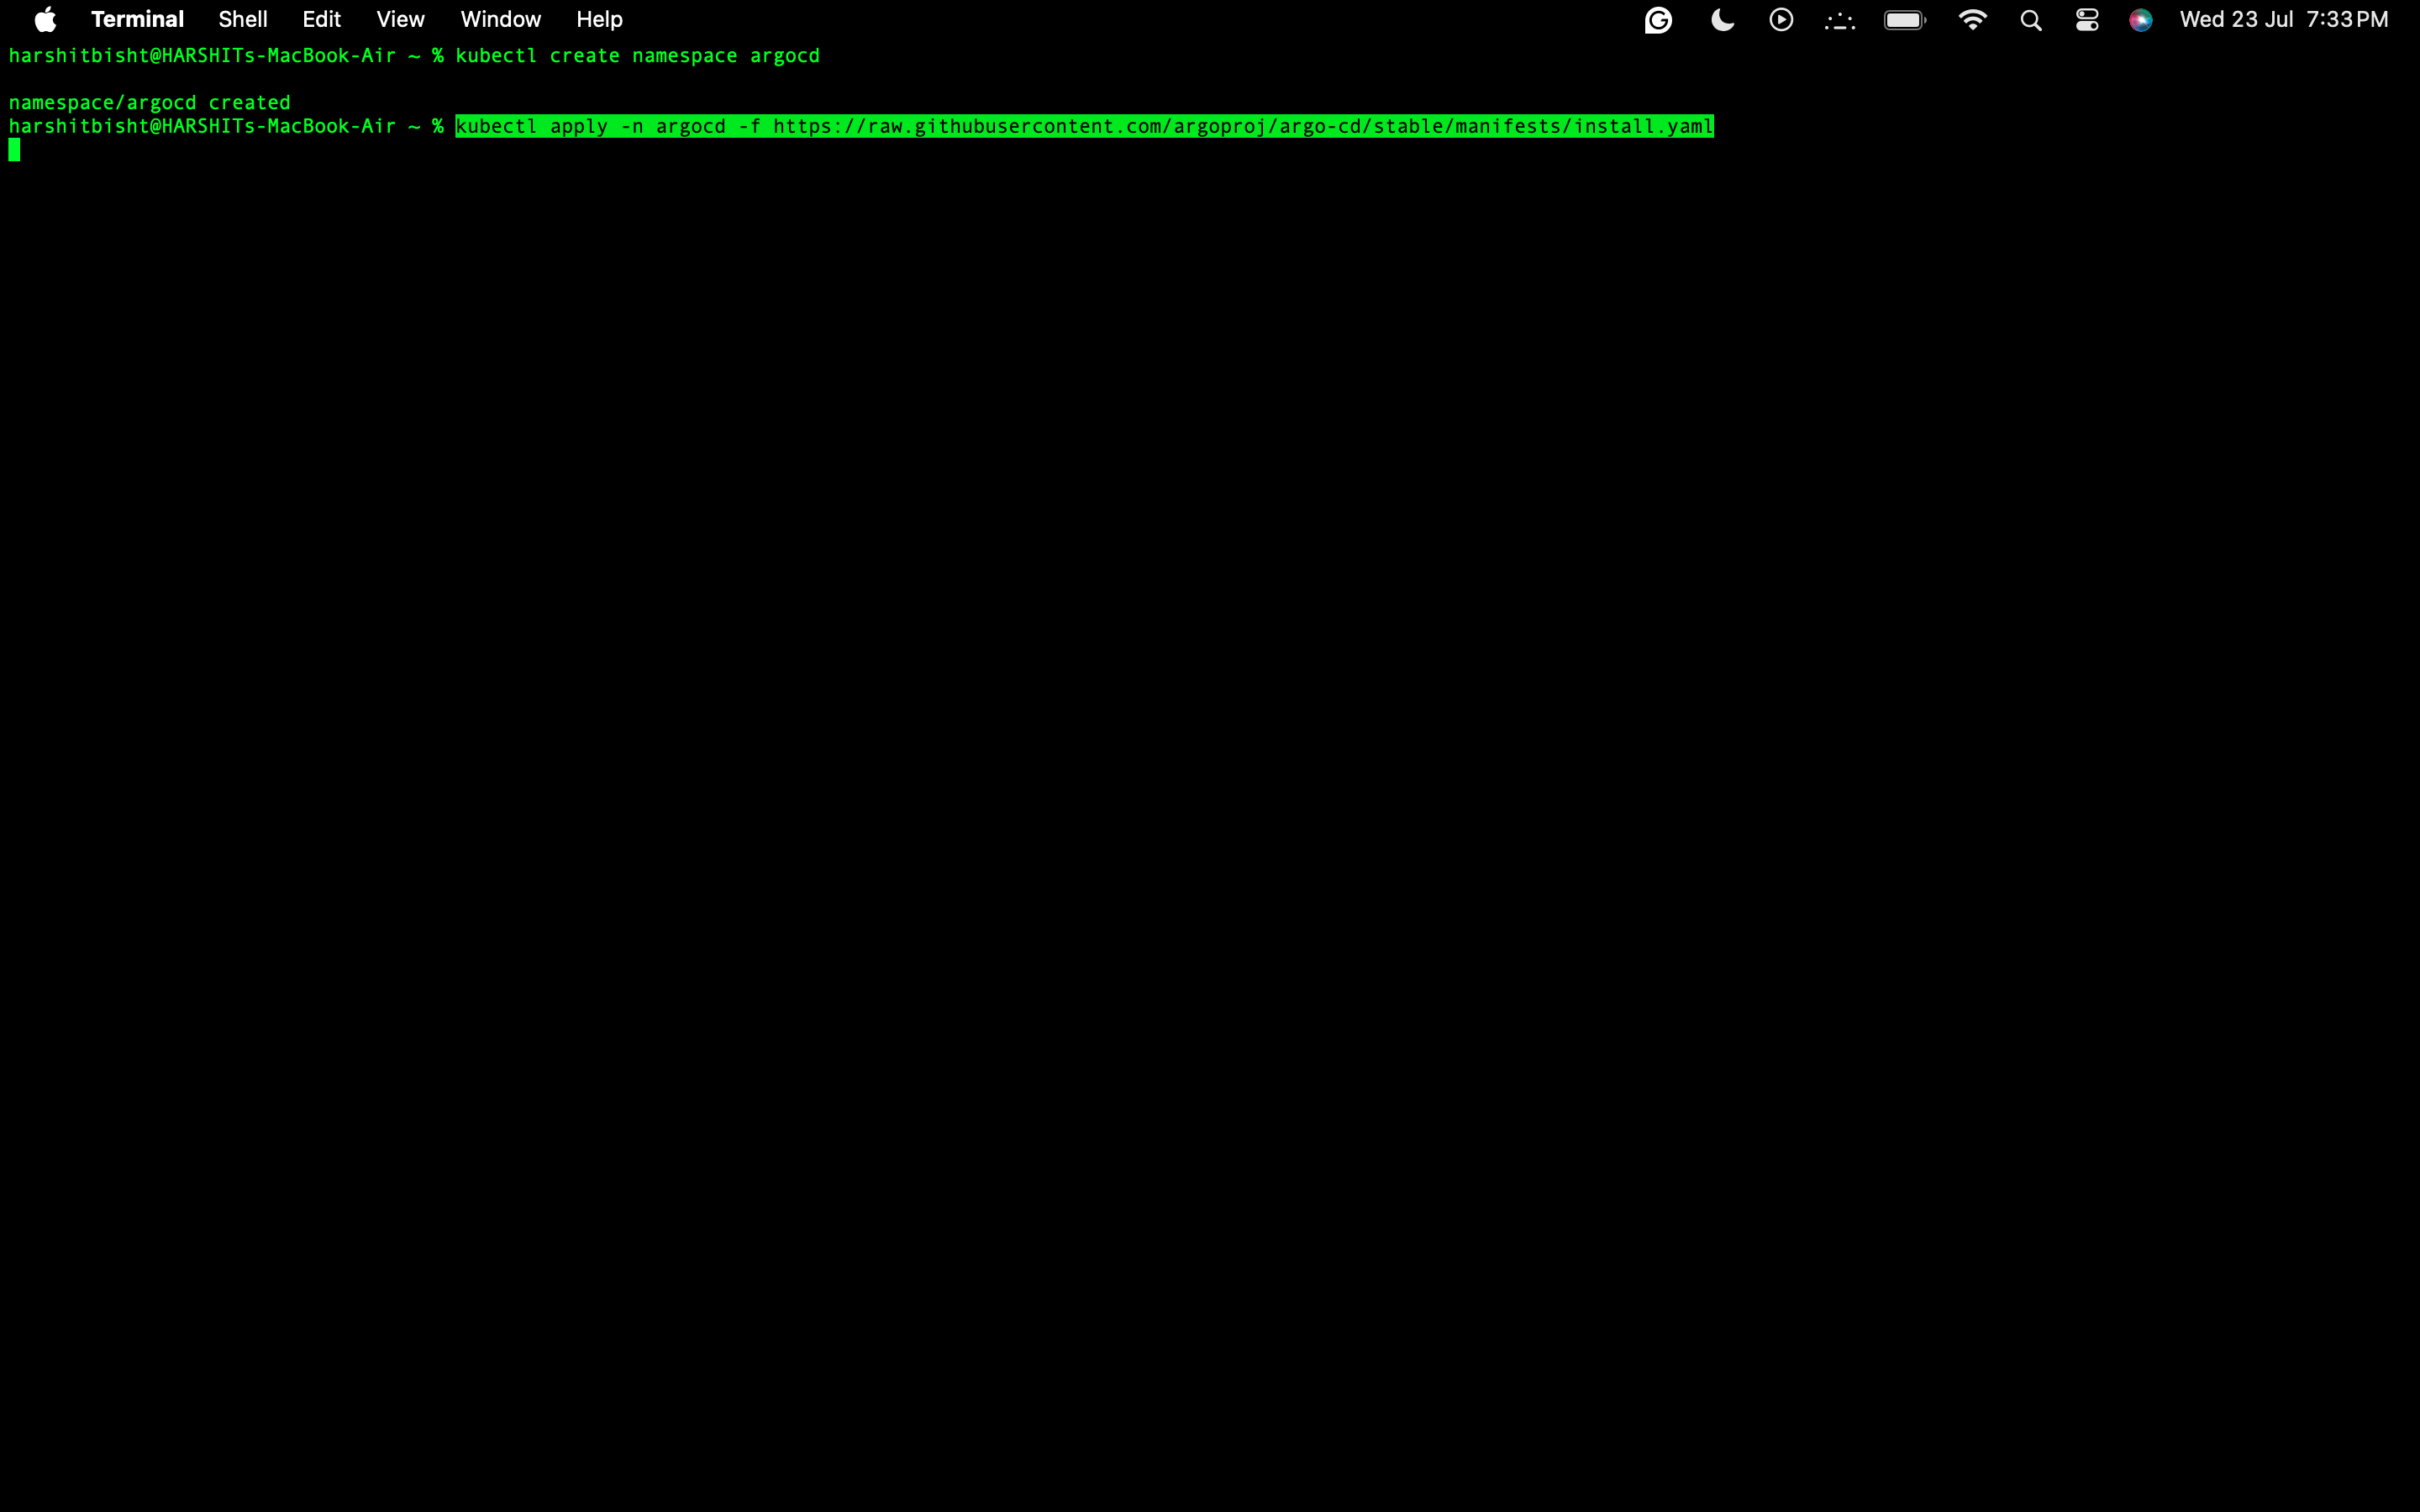 Terminal Shell Edit View Window Help Wed 23 Jul 7:33 PM
harshitbisht@HARSHITs-MacBook-Air ~ % kubectl create namespace argocd
namespace/argocd created
harshitbisht@HARSHITs-MacBook-Air ~ % kubectl apply -n argocd -f https://raw.githubusercontent.com/argoproj/argo-cd/stable/manifests/install.yaml